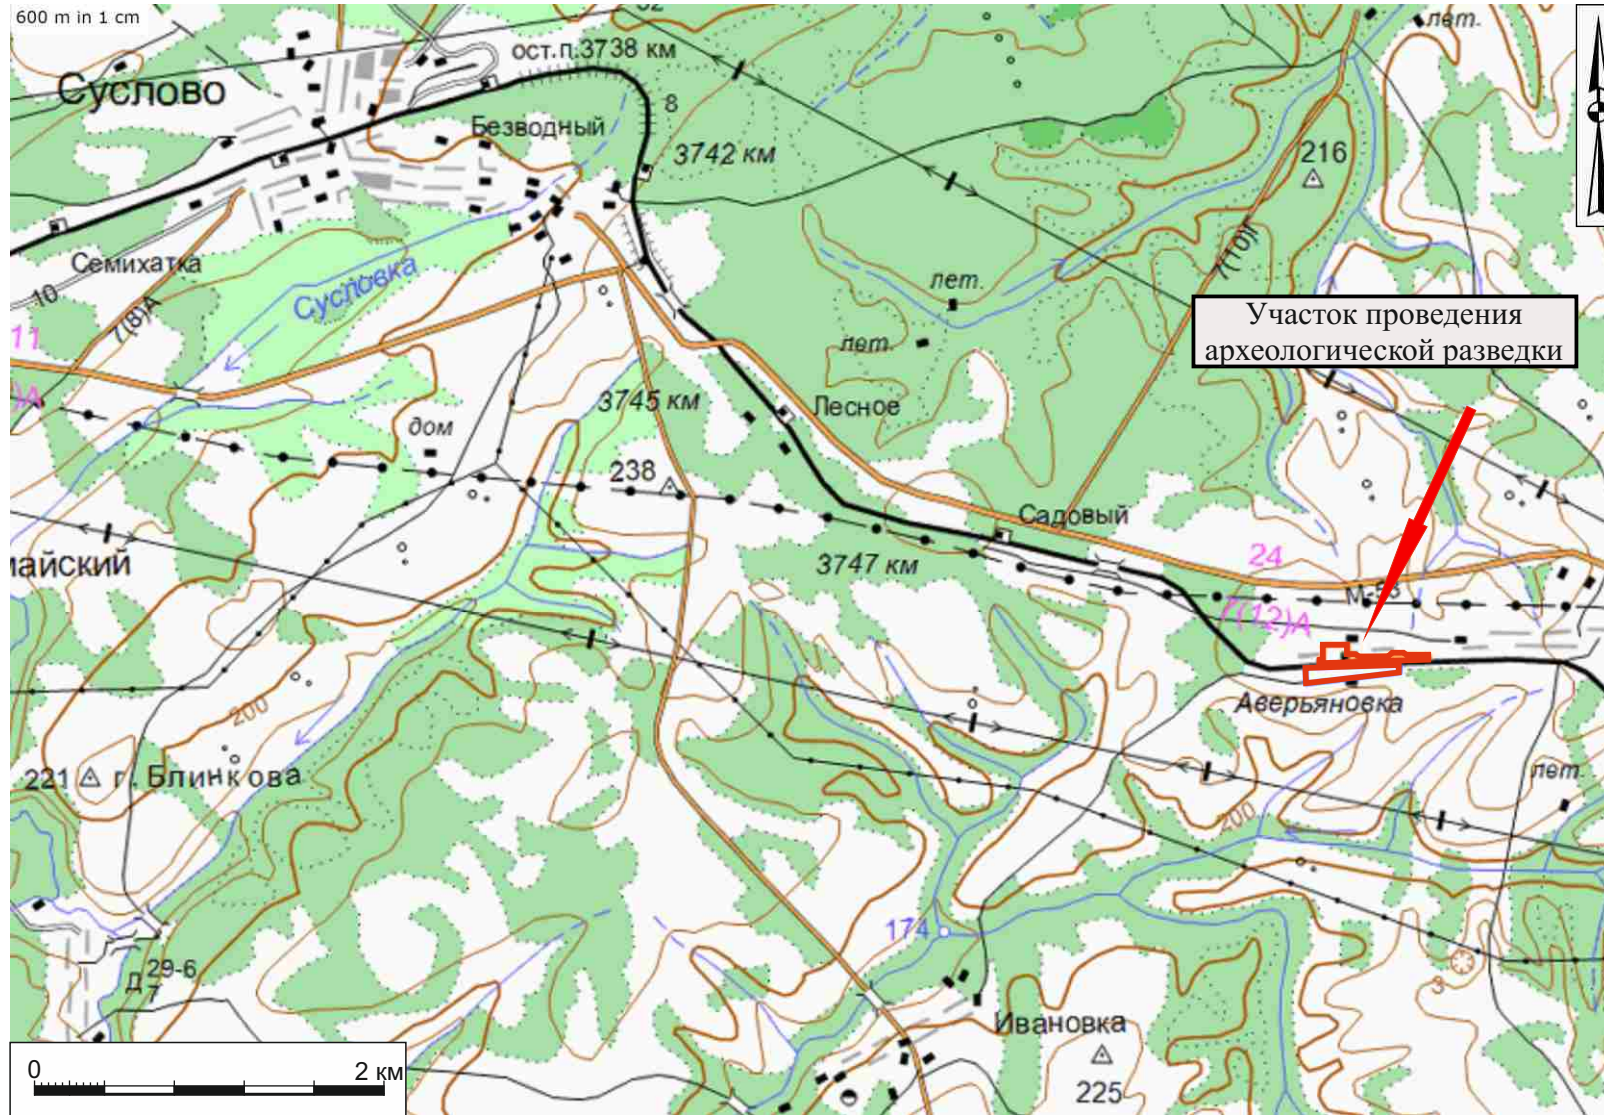 600 m in 1 cm
лет.
ост.п.3738 км
Суслово
8
Безводный
3742 км
216
7(10)Г
Семихатка
10
Сусловка
лет.
7(8)А
11
Участок проведения
археологической разведки
лет.
)А
3745 км
Лесное
дом
238
Садовый
майский
3747 км
24
М-53
7(12)А
Аверьяновка
200
221
г. Блинкова
лет.
200
174
29-6
Д
7
3
Ивановка
225
0
2 км